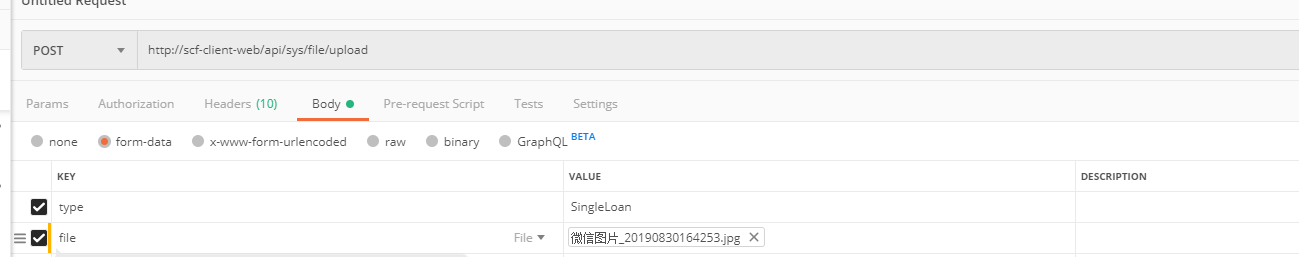 Untitled Request
POST http://scf-client-web/api/sys/file/upload
Params Authorization Headers (10) Body Pre-request Script Tests Settings
none form-data x-www-form-urlencoded raw binary GraphQL BETA
KEY VALUE DESCRIPTION
type SingleLoan
file File 微信图片_20190830164253.jpg